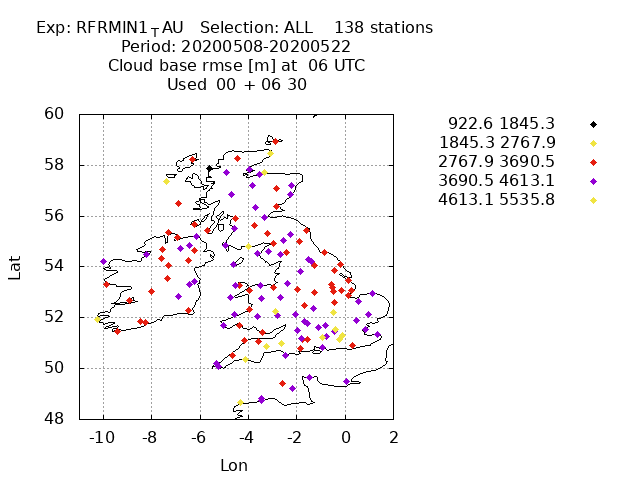 Exp: RFRMIN1_TAU Selection: ALL 138 stations
Period: 20200508-20200522
Cloud base rmse [m] at 06 UTC
Used 00 + 06 30
922.6 1845.3
1845.3 2767.9
2767.9 3690.5
3690.5 4613.1
4613.1 5535.8
60
58
56
54
52
50
48
Lat
-10 -8 -6 -4 -2 0 2
Lon